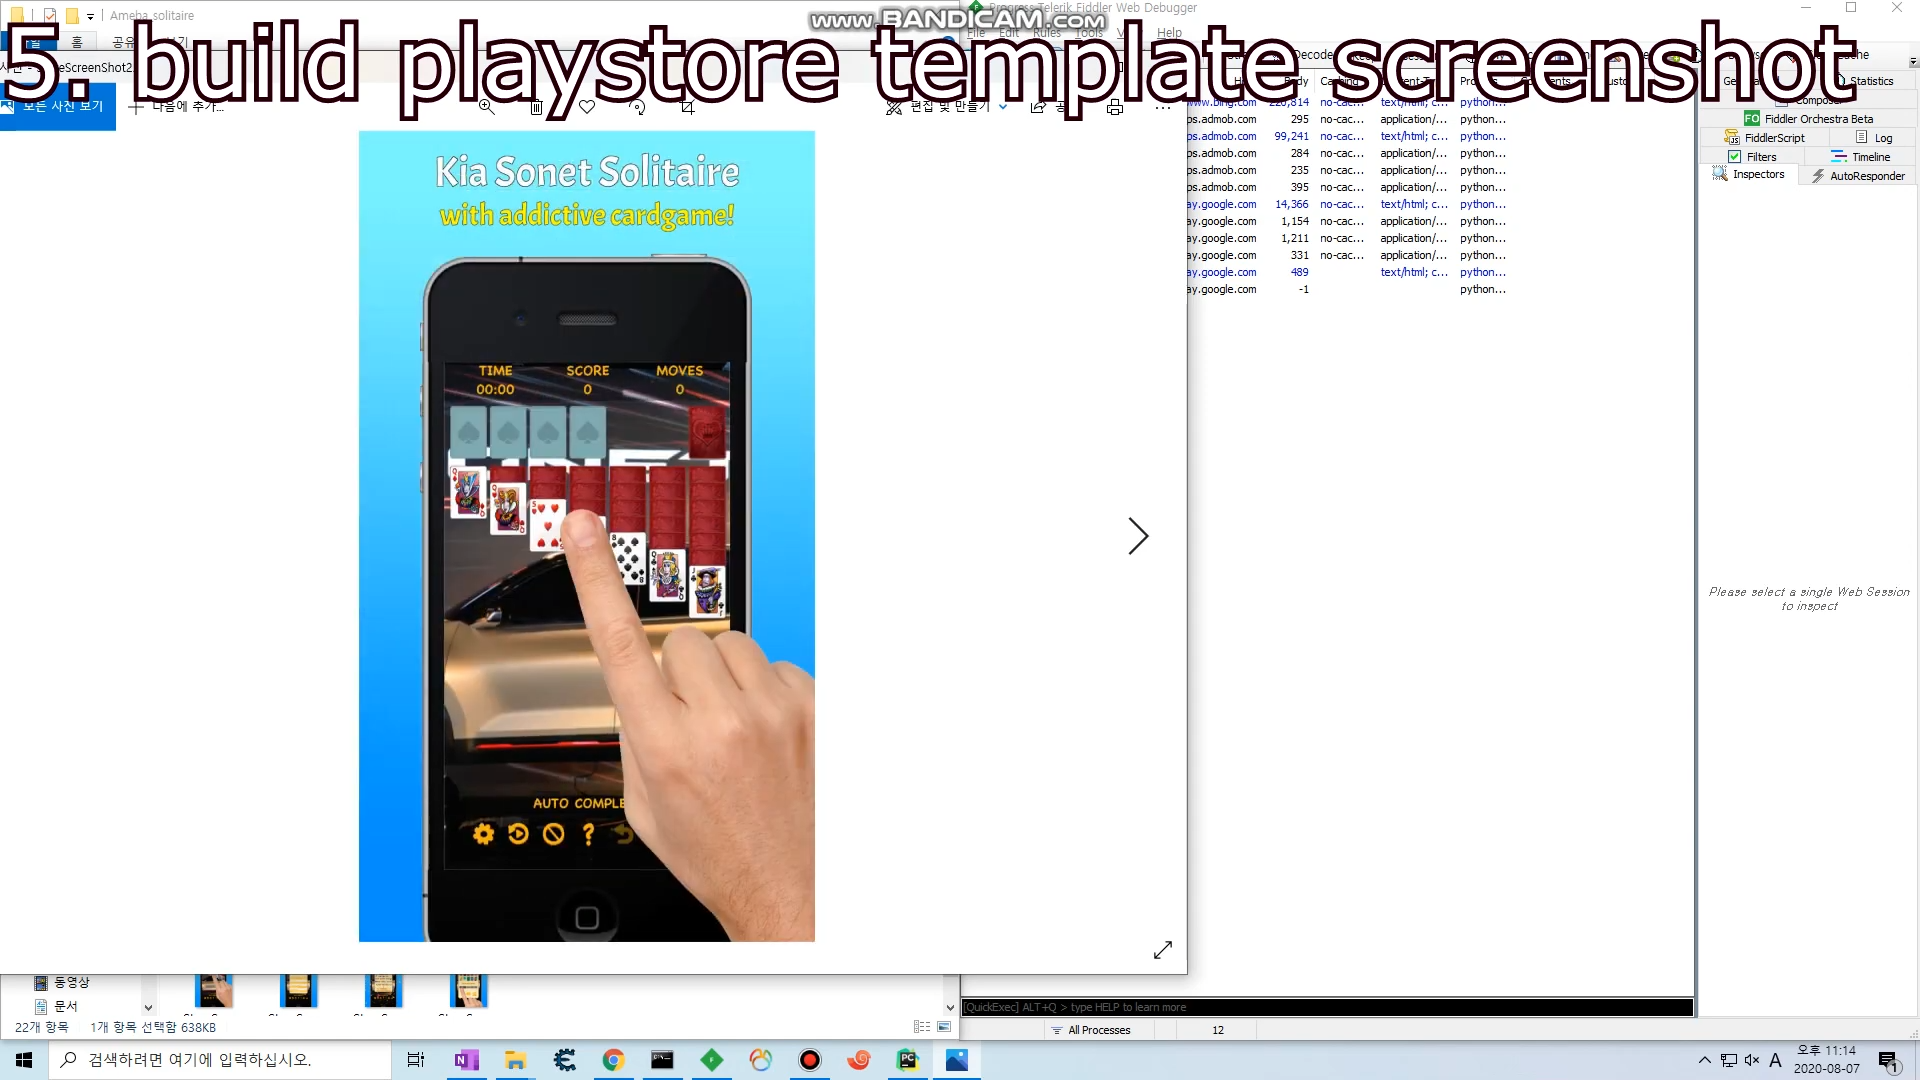 www.BANDICAM.com
5. build playstore template screenshot
Ameba_solitaire
Progress Telerik Fiddler Web Debugger
File Edit Rules Tools Help
홈
모든 사진 보기
다음에 추가...
편집 및 만들기
Kia Sonet Solitaire
with addictive cardgame!
TIME SCORE MOVES
00:00 0 0
AUTO COMPLE
Body
www.bing.com 220,814 no-cac... text/html; c... python...
ps.admob.com 295 no-cac... application/... python...
ps.admob.com 99,241 no-cac... text/html; c... python...
ps.admob.com 284 no-cac... application/... python...
ps.admob.com 235 no-cac... application/... python...
ps.admob.com 395 no-cac... application/... python...
ay.google.com 14,366 no-cac... text/html; c... python...
ay.google.com 1,154 no-cac... application/... python...
ay.google.com 1,211 no-cac... application/... python...
ay.google.com 331 no-cac... application/... python...
ay.google.com 489 text/html; c... python...
ay.google.com -1 python...
Statistics
Composer
FO Fiddler Orchestra Beta
FiddlerScript Log
Filters Timeline
Inspectors AutoResponder
Please select a single Web Session
to inspect
동영상
문서
22개 항목 1개 항목 선택함 638KB
[QuickExec] ALT+Q > type HELP to learn more
All Processes 12
검색하려면 여기에 입력하십시오.
A 오후 11:14
2020-08-07
1